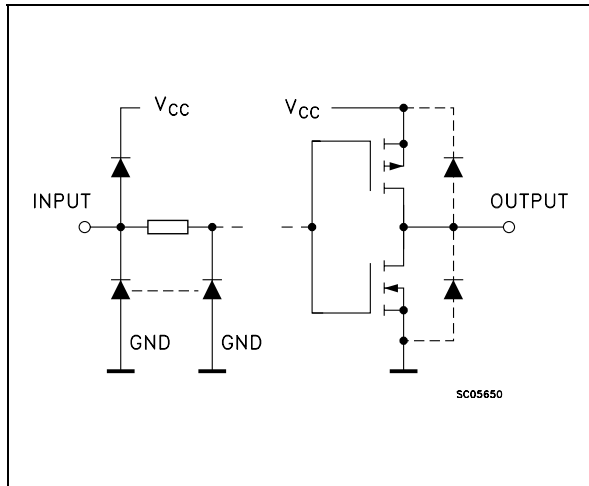 VCC
VCC
INPUT
OUTPUT
GND
GND
SC05650